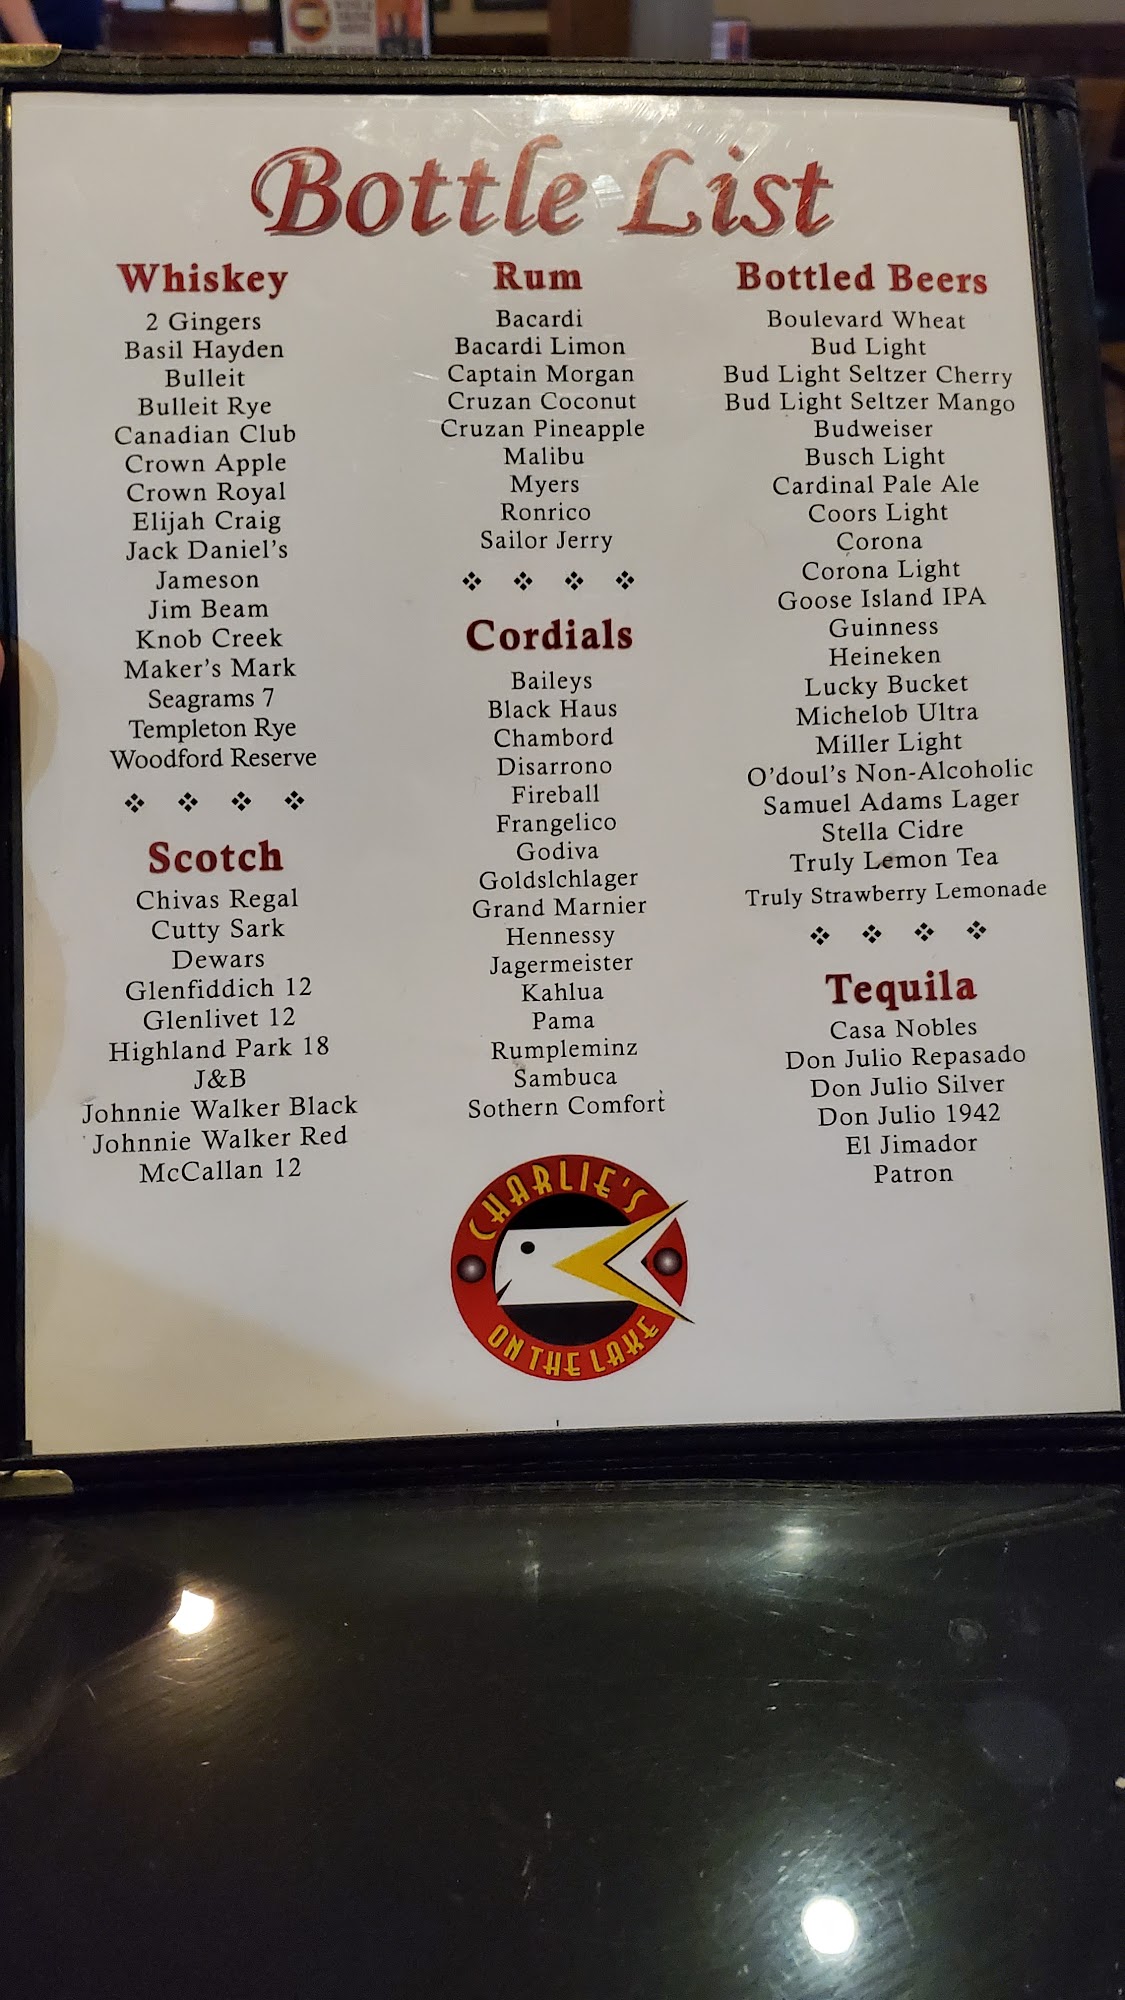 Bottle List
Whiskey
2 Gingers
Basil Hayden
Bulleit
Bulleit Rye
Canadian Club
Crown Apple
Crown Royal
Elijah Craig
Jack Daniel's
Jameson
Jim Beam
Knob Creek
Maker's Mark
Seagrams 7
Templeton Rye
Woodford Reserve
Scotch
Chivas Regal
Cutty Sark
Dewars
Glenfiddich 12
Glenlivet 12
Highland Park 18
J&B
Johnnie Walker Black
Johnnie Walker Red
McCallan 12
Rum
Bacardi
Bacardi Limon
Captain Morgan
Cruzan Coconut
Cruzan Pineapple
Malibu
Myers
Ronrico
Sailor Jerry
Cordials
Baileys
Black Haus
Chambord
Disarrono
Fireball
Frangelico
Godiva
Goldslchlager
Grand Marnier
Hennessy
Jagermeister
Kahlua
Pama
Rumpleminz
Sambuca
Sothern Comfort
Bottled Beers
Boulevard Wheat
Bud Light
Bud Light Seltzer Cherry
Bud Light Seltzer Mango
Budweiser
Busch Light
Cardinal Pale Ale
Coors Light
Corona
Corona Light
Goose Island IPA
Guinness
Heineken
Lucky Bucket
Michelob Ultra
Miller Light
O'doul's Non-Alcoholic
Samuel Adams Lager
Stella Cidre
Truly Lemon Tea
Truly Strawberry Lemonade
Tequila
Casa Nobles
Don Julio Repasado
Don Julio Silver
Don Julio 1942
El Jimador
Patron
CHARLIE'S
ON THE LAKE